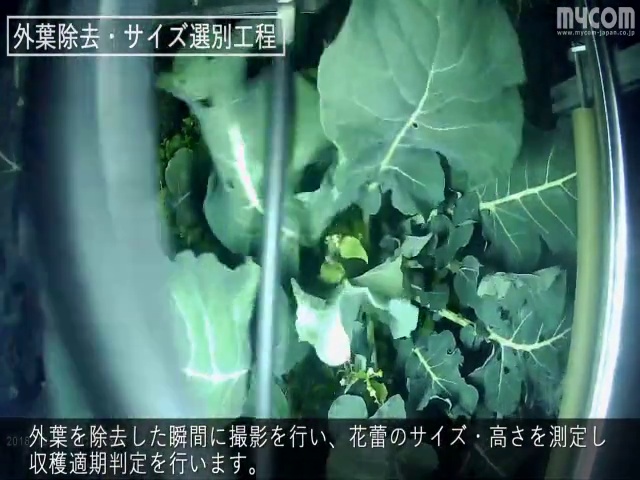 外葉除去・サイズ選別工程
mycom
www.mycom-japan.co.jp
外葉を除去した瞬間に撮影を行い、花蕾のサイズ・高さを測定し
収穫適期判定を行います。